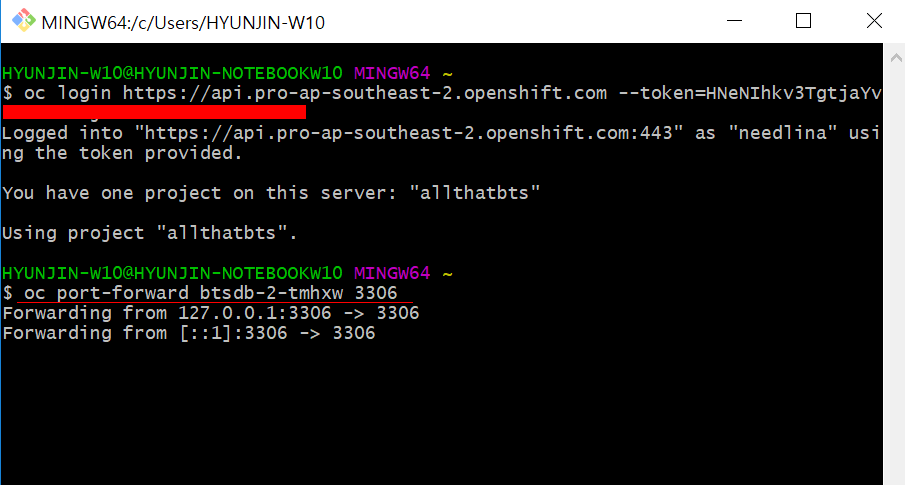 MINGW64:/c/Users/HYUNJIN-W10
HYUNJIN-W10@HYUNJIN-NOTEBOOKW10 MINGW64 ~
$ oc login https://api.pro-ap-southeast-2.openshift.com --token=HNeNIhkv3TgtjaYv
Logged into "https://api.pro-ap-southeast-2.openshift.com:443" as "needlina" usi
ng the token provided.
You have one project on this server: "allthatbts"
Using project "allthatbts".
HYUNJIN-W10@HYUNJIN-NOTEBOOKW10 MINGW64 ~
$ oc port-forward btsdb-2-tmhxw 3306
Forwarding from 127.0.0.1:3306 -> 3306
Forwarding from [::1]:3306 -> 3306